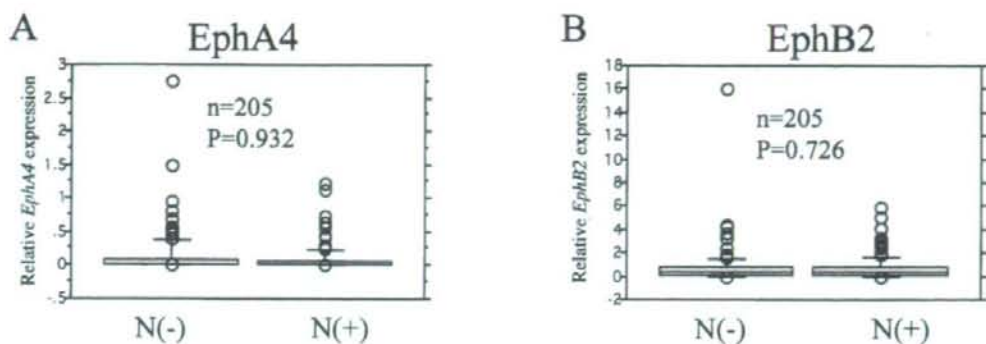 A
EphA4
Relative EphA4 expression
3
2.5
2
1.5
1
.5
0
-.5
n=205
P=0.932
N(-)
N(+)
B
EphB2
Relative EphB2 expression
18
16
14
12
10
8
6
4
2
0
-2
n=205
P=0.726
N(-)
N(+)